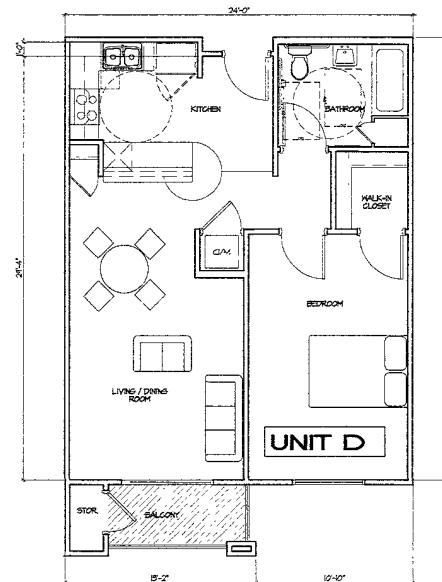 24'-0"
1'-0"
KITCHEN
BATHROOM
WALK-IN
CLOSET
29'-4"
BEDROOM
LIVING / DINING
ROOM
UNIT D
STOR.
BALCONY
13'-2"
10'-10"